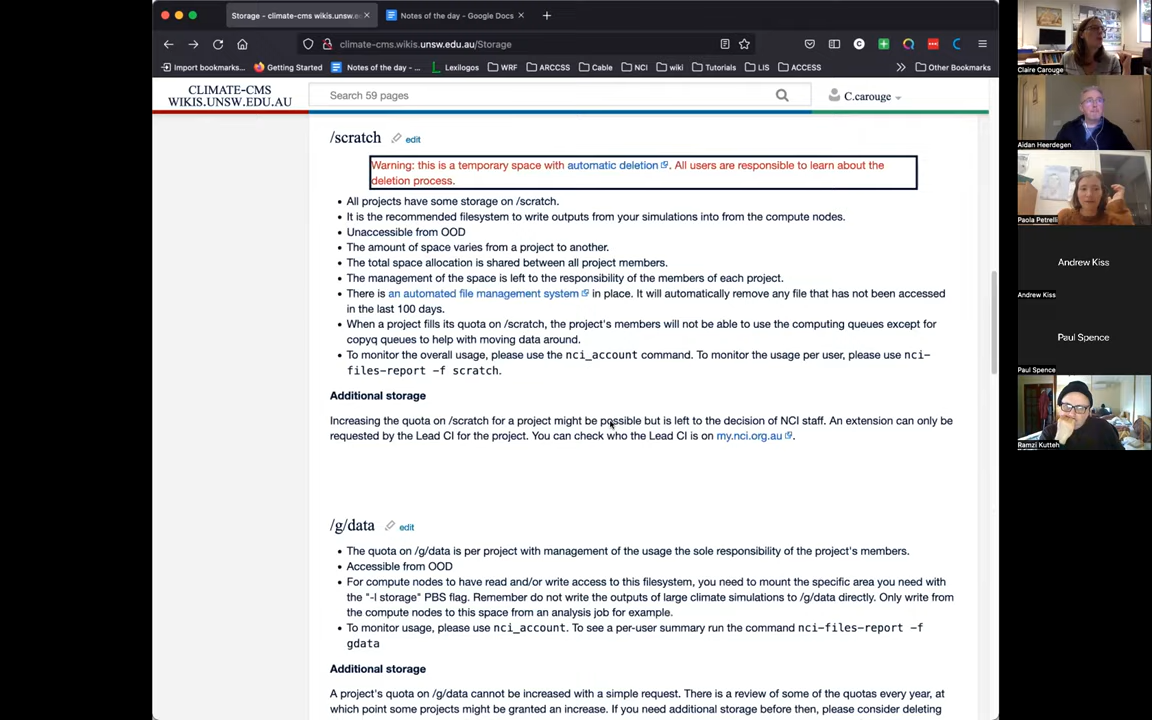 Storage - climate-cms wikis.unsw.e
Notes of the day - Google Docs
climate-cms.wikis.unsw.edu.au/Storage
Import bookmarks...
Getting Started
Notes of the day - ...
Lexilogos
WRF
ARCCSS
Cable
NCI
wiki
Tutorials
LIS
ACCESS
Other Bookmarks
CLIMATE-CMS
WIKIS.UNSW.EDU.AU
Search 59 pages
C.carouge
/scratch
edit
Warning: this is a temporary space with automatic deletion. All users are responsible to learn about the
deletion process.
• All projects have some storage on /scratch.
• It is the recommended filesystem to write outputs from your simulations into from the compute nodes.
• Unaccessible from OOD
• The amount of space varies from a project to another.
• The total space allocation is shared between all project members.
• The management of the space is left to the responsibility of the members of each project.
• There is an automated file management system in place. It will automatically remove any file that has not been accessed
in the last 100 days.
• When a project fills its quota on /scratch, the project's members will not be able to use the computing queues except for
copyq queues to help with moving data around.
• To monitor the overall usage, please use the nci_account command. To monitor the usage per user, please use nci-
files-report -f scratch.
Additional storage
Increasing the quota on /scratch for a project might be possible but is left to the decision of NCI staff. An extension can only be
requested by the Lead CI for the project. You can check who the Lead CI is on my.nci.org.au.
/g/data
edit
• The quota on /g/data is per project with management of the usage the sole responsibility of the project's members.
• Accessible from OOD
• For compute nodes to have read and/or write access to this filesystem, you need to mount the specific area you need with
the "-l storage" PBS flag. Remember do not write the outputs of large climate simulations to /g/data directly. Only write from
the compute nodes to this space from an analysis job for example.
• To monitor usage, please use nci_account. To see a per-user summary run the command nci-files-report -f
gdata
Additional storage
A project's quota on /g/data cannot be increased with a simple request. There is a review of some of the quotas every year, at
which point some projects might be granted an increase. If you need additional storage before then, please consider deleting
Claire Carouge
Aidan Heerdegen
Paola Petrelli
Andrew Kiss
Andrew Kiss
Paul Spence
Paul Spence
Ramzi Kutteh